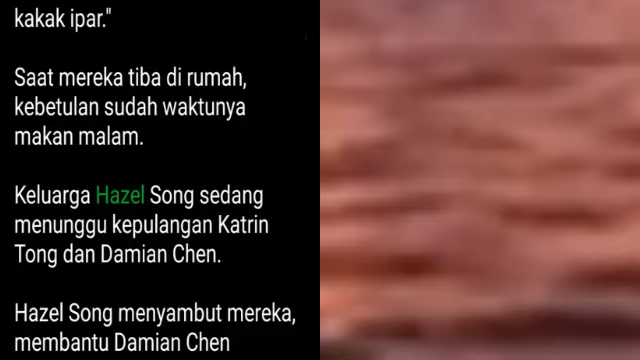 kakak ipar."
Saat mereka tiba di rumah,
kebetulan sudah waktunya
makan malam.
Keluarga Hazel Song sedang
menunggu kepulangan Katrin
Tong dan Damian Chen.
Hazel Song menyambut mereka,
membantu Damian Chen